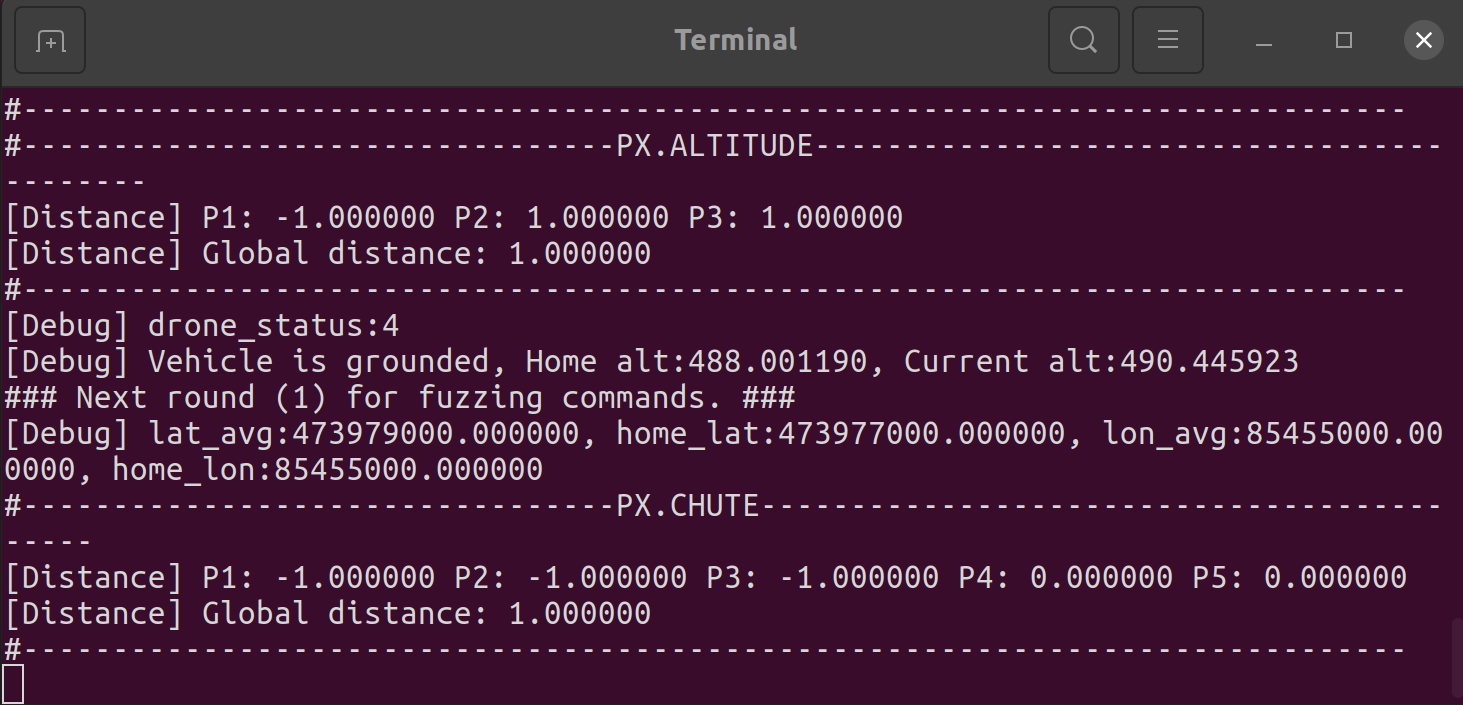 Terminal
#-----------------------------------------------------------------------------
#---------------------------------PX.ALTITUDE-----------------------------------
--------
[Distance] P1: -1.000000 P2: 1.000000 P3: 1.000000
[Distance] Global distance: 1.000000
#-----------------------------------------------------------------------------
[Debug] drone_status:4
[Debug] Vehicle is grounded, Home alt:488.001190, Current alt:490.445923
### Next round (1) for fuzzing commands. ###
[Debug] lat_avg:473979000.000000, home_lat:473977000.000000, lon_avg:85455000.00
0000, home_lon:85455000.000000
#---------------------------------PX.CHUTE--------------------------------------
-----
[Distance] P1: -1.000000 P2: -1.000000 P3: -1.000000 P4: 0.000000 P5: 0.000000
[Distance] Global distance: 1.000000
#-----------------------------------------------------------------------------